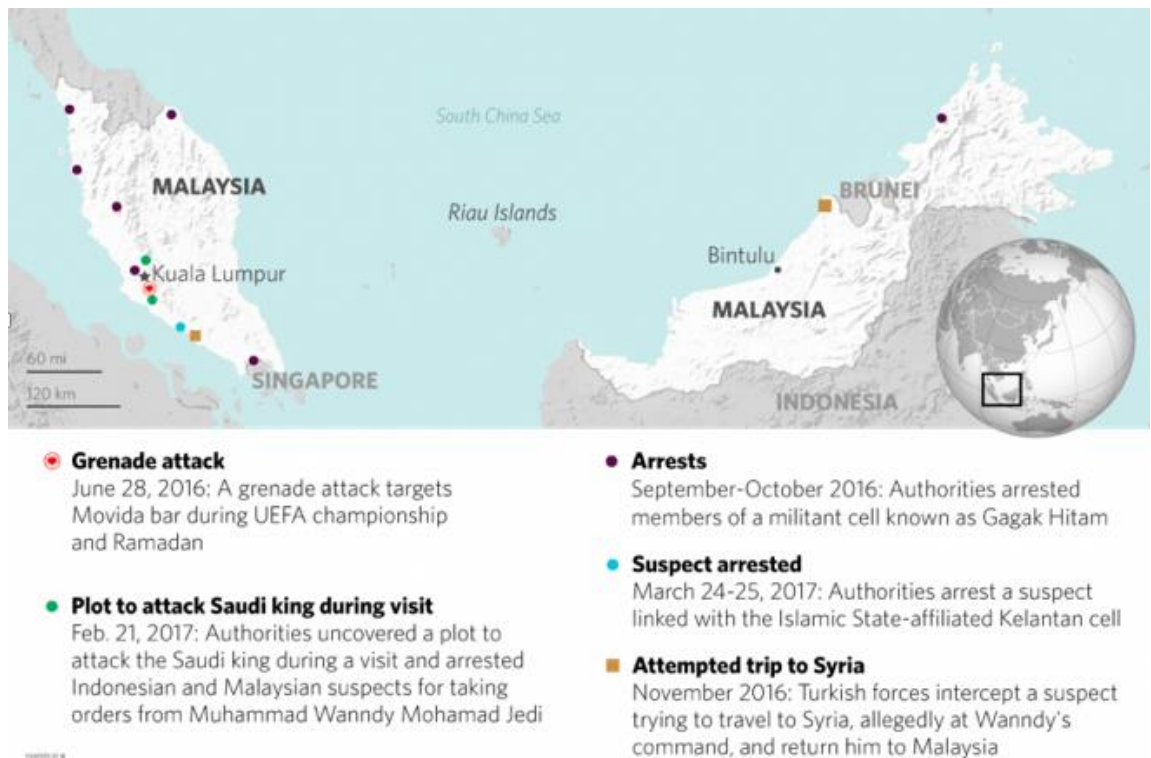 South China Sea
MALAYSIA
Riau Islands
BRUNEI
Kuala Lumpur
Bintulu
MALAYSIA
60 mi
120 km
SINGAPORE
INDONESIA
Grenade attack
June 28, 2016: A grenade attack targets
Movida bar during UEFA championship
and Ramadan
Plot to attack Saudi king during visit
Feb. 21, 2017: Authorities uncovered a plot to
attack the Saudi king during a visit and arrested
Indonesian and Malaysian suspects for taking
orders from Muhammad Wanndy Mohamad Jedi
Arrests
September-October 2016: Authorities arrested
members of a militant cell known as Gagak Hitam
Suspect arrested
March 24-25, 2017: Authorities arrest a suspect
linked with the Islamic State-affiliated Kelantan cell
Attempted trip to Syria
November 2016: Turkish forces intercept a suspect
trying to travel to Syria, allegedly at Wanndy's
command, and return him to Malaysia